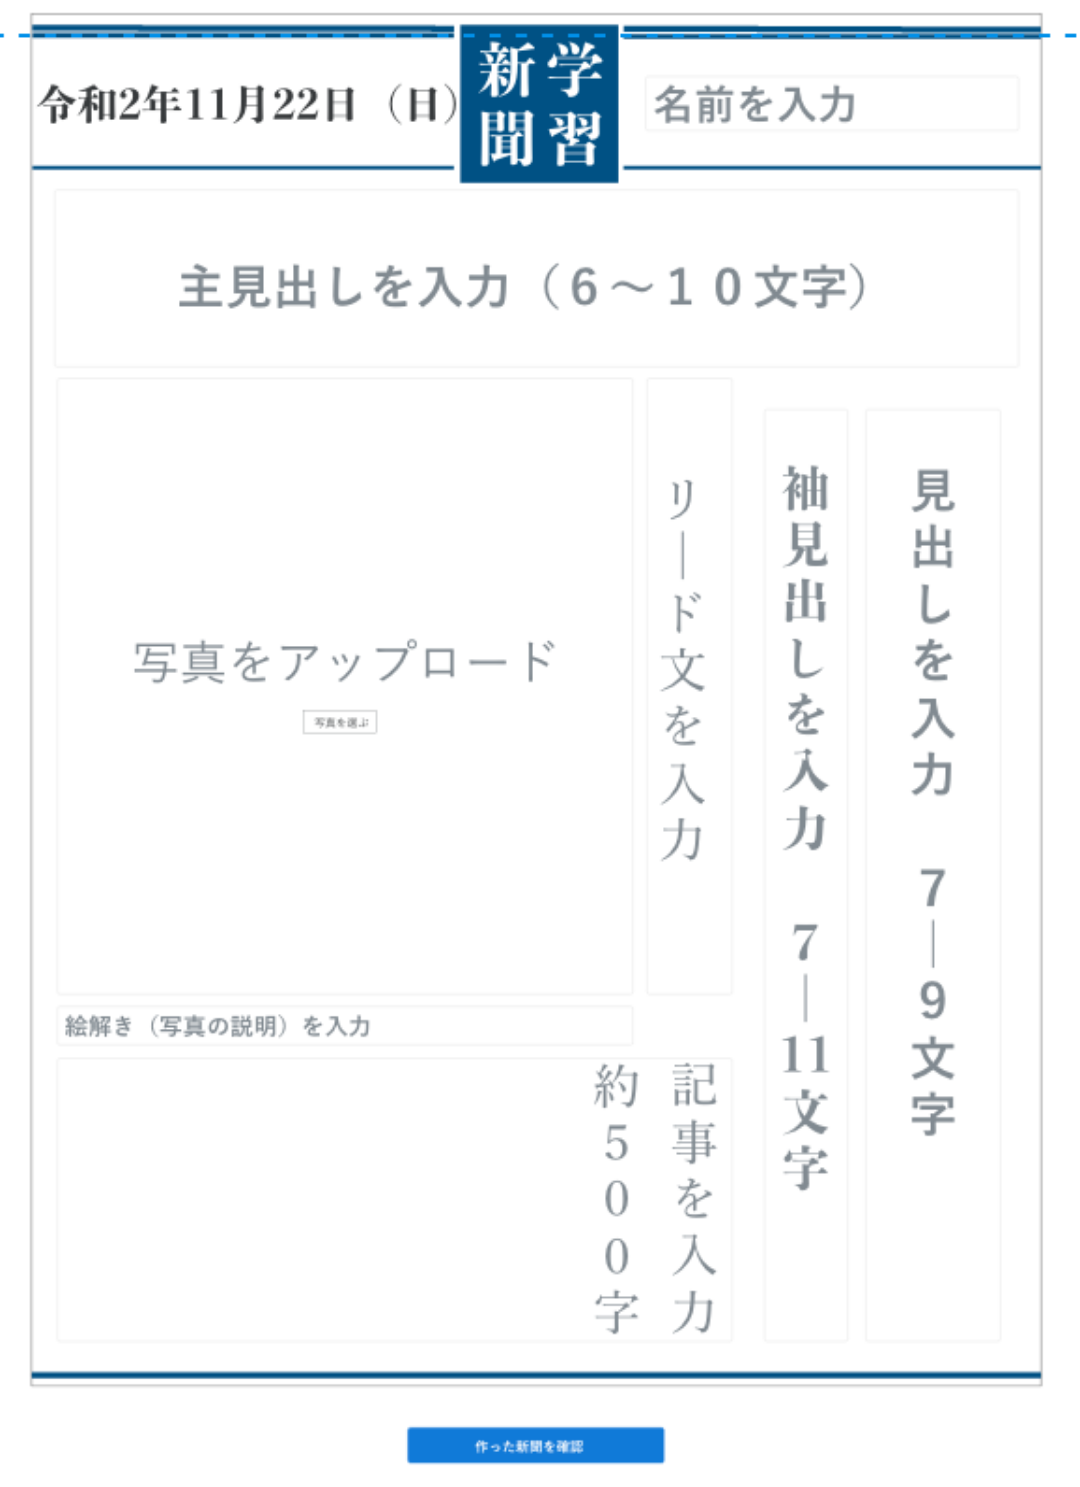 令和2年11月22日（日）
学習
新聞
名前を入力
主見出しを入力（6～10文字）
見出しを入力　7―9文字
袖見出しを入力　7―11文字
リード文を入力
写真をアップロード
写真を選ぶ
絵解き（写真の説明）を入力
記事を入力
約500字
作った新聞を確認